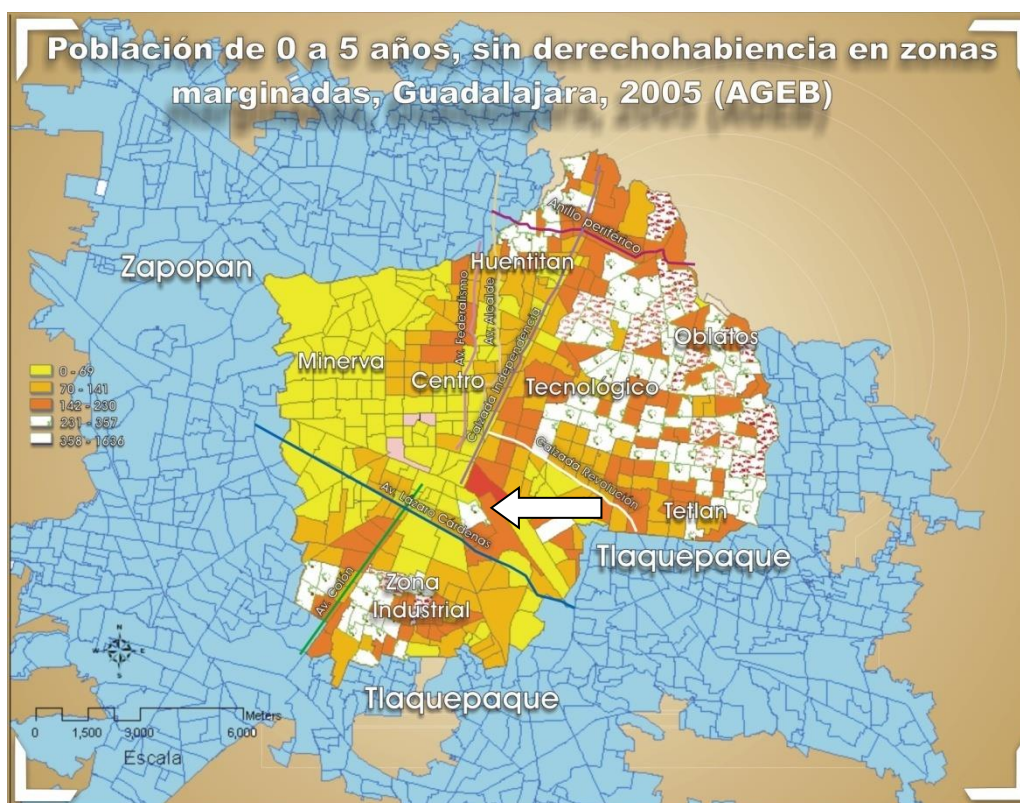 Población de 0 a 5 años, sin derechohabiencia en zonas
marginadas, Guadalajara, 2005 (AGEB)
Anillo periférico
Huentitan
Zapopan
Av. Federalismo
Av. Alcalde
Oblatos
Calzada Independencia
Minerva
0 - 69
Centro
Tecnológico
70 - 141
142 - 230
231 - 357
358 - 1636
Calzada Revolución
Av. Lázaro Cárdenas
Tetlan
Tlaquepaque
Av. Colón
Zona
Industrial
N
W E
S
Tlaquepaque
Meters
0 1,500 3,000 6,000
Escala